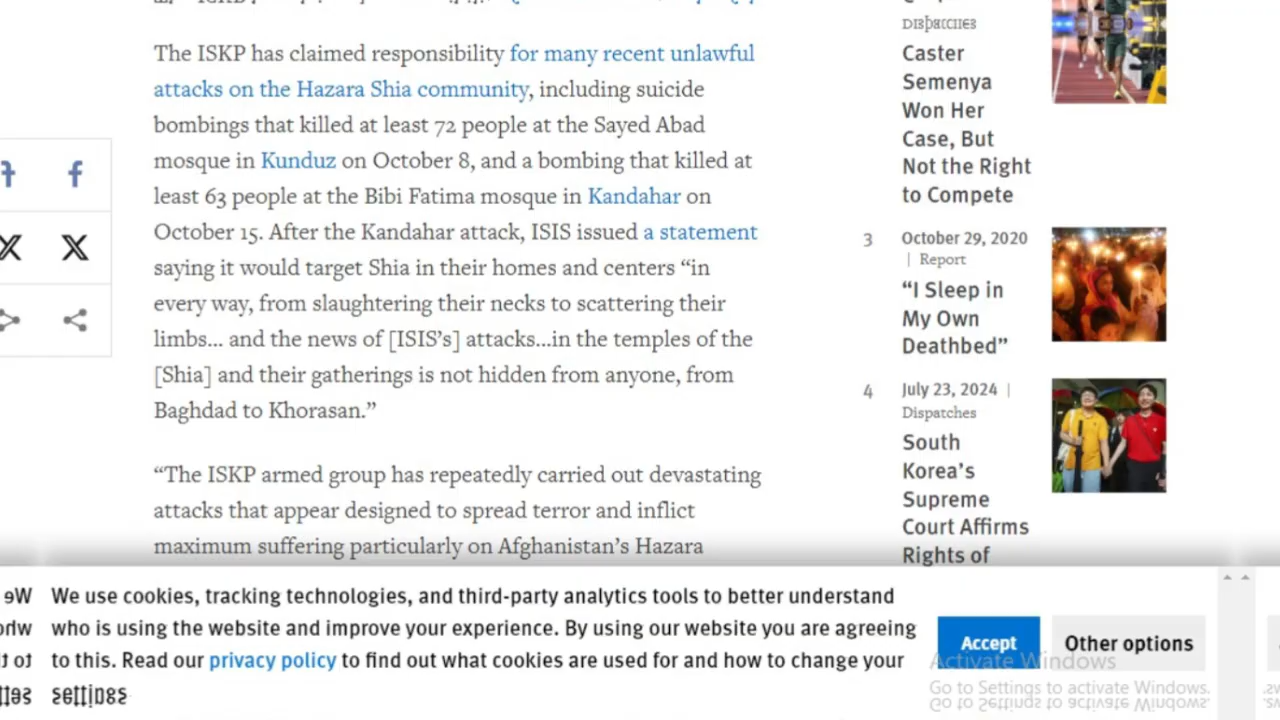 The ISKP has claimed responsibility for many recent unlawful
attacks on the Hazara Shia community, including suicide
bombings that killed at least 72 people at the Sayed Abad
mosque in Kunduz on October 8, and a bombing that killed at
least 63 people at the Bibi Fatima mosque in Kandahar on
October 15. After the Kandahar attack, ISIS issued a statement
saying it would target Shia in their homes and centers “in
every way, from slaughtering their necks to scattering their
limbs... and the news of [ISIS’s] attacks...in the temples of the
[Shia] and their gatherings is not hidden from anyone, from
Baghdad to Khorasan.”
“The ISKP armed group has repeatedly carried out devastating
attacks that appear designed to spread terror and inflict
maximum suffering particularly on Afghanistan’s Hazara
Caster
Semenya
Won Her
Case, But
Not the Right
to Compete
3
October 29, 2020
| Report
“I Sleep in
My Own
Deathbed”
4
July 23, 2024 |
Dispatches
South
Korea’s
Supreme
Court Affirms
Rights of
We use cookies, tracking technologies, and third-party analytics tools to better understand
who is using the website and improve your experience. By using our website you are agreeing
to this. Read our privacy policy to find out what cookies are used for and how to change your
settings
Accept
Other options
Activate Windows
Go to Settings to activate Windows.